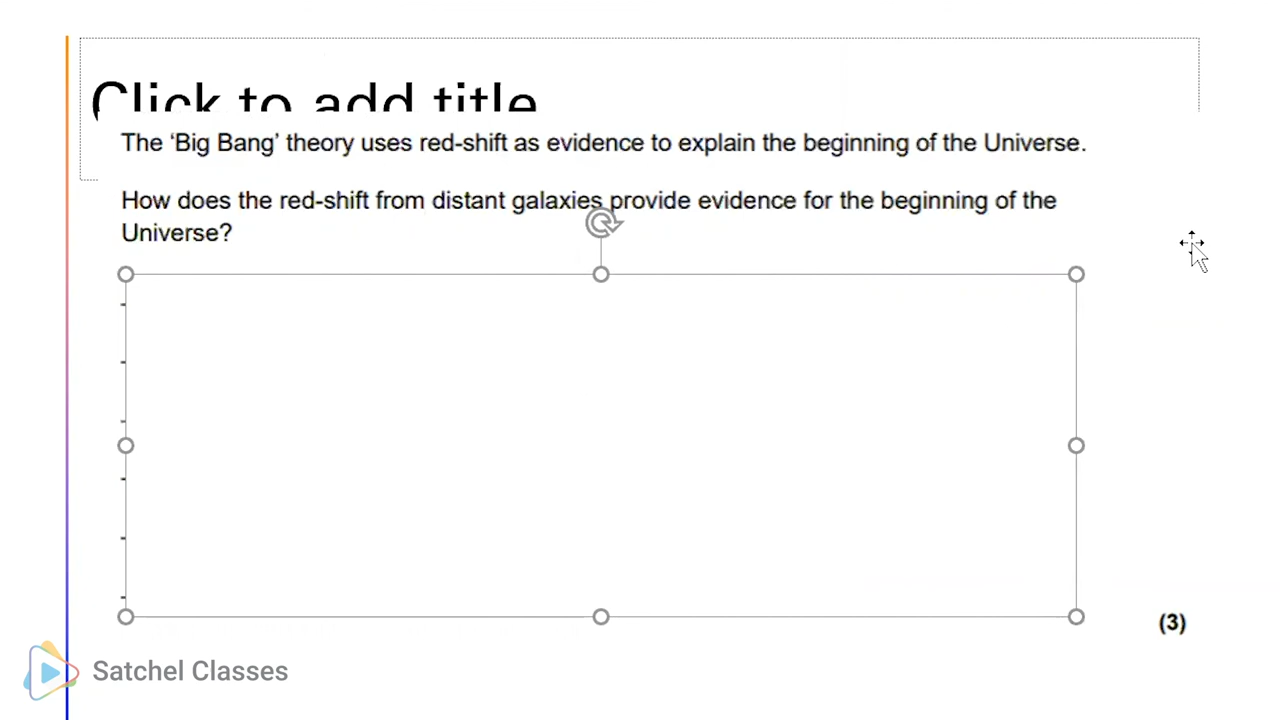 Click to add title
The ‘Big Bang’ theory uses red-shift as evidence to explain the beginning of the Universe.
How does the red-shift from distant galaxies provide evidence for the beginning of the
Universe?
(3)
Satchel Classes